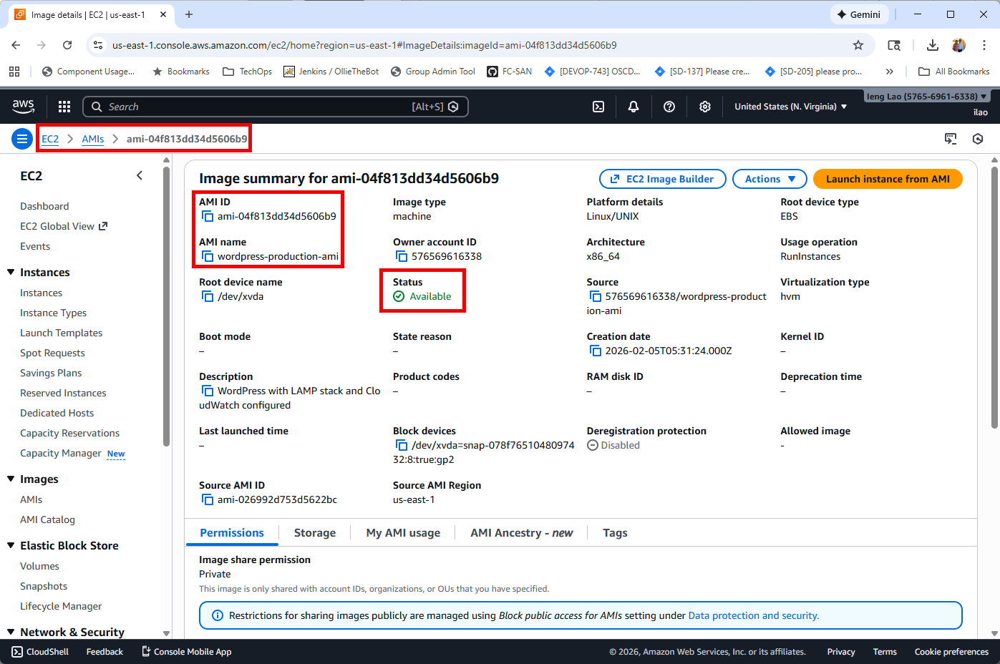 Image details | EC2 | us-east-1
Gemini
us-east-1.console.aws.amazon.com/ec2/home?region=us-east-1#ImageDetails:imageId=ami-04f813dd34d5606b9
Component Usage...
Bookmarks
TechOps
Jenkins / OllieTheBot
Group Admin Tool
FC-SAN
[DEVOP-743] OSCD...
[SD-137] Please cre...
[SD-205] please pro...
All Bookmarks
aws
Search
[Alt+S]
United States (N. Virginia)
Ieng Lao (5765-6961-6338)
ilao
EC2
AMIs
ami-04f813dd34d5606b9
EC2
Dashboard
EC2 Global View
Events
Instances
Instances
Instance Types
Launch Templates
Spot Requests
Savings Plans
Reserved Instances
Dedicated Hosts
Capacity Reservations
Capacity Manager New
Images
AMIs
AMI Catalog
Elastic Block Store
Volumes
Snapshots
Lifecycle Manager
Network & Security
Image summary for ami-04f813dd34d5606b9
EC2 Image Builder
Actions
Launch instance from AMI
AMI ID
ami-04f813dd34d5606b9
Image type
machine
Platform details
Linux/UNIX
Root device type
EBS
AMI name
wordpress-production-ami
Owner account ID
576569616338
Architecture
x86_64
Usage operation
RunInstances
Root device name
/dev/xvda
Status
Available
Source
576569616338/wordpress-product
ion-ami
Virtualization type
hvm
Boot mode
–
State reason
–
Creation date
2026-02-05T05:31:24.000Z
Kernel ID
–
Description
WordPress with LAMP stack and Clo
udWatch configured
Product codes
–
RAM disk ID
–
Deprecation time
–
Last launched time
–
Block devices
/dev/xvda=snap-078f76510480974
32:8:true:gp2
Deregistration protection
Disabled
Allowed image
-
Source AMI ID
ami-026992d753d5622bc
Source AMI Region
us-east-1
Permissions
Storage
My AMI usage
AMI Ancestry - new
Tags
Image share permission
Private
This image is only shared with account IDs, organizations, or OUs that you have specified.
Restrictions for sharing images publicly are managed using Block public access for AMIs setting under Data protection and security.
CloudShell
Feedback
Console Mobile App
© 2026, Amazon Web Services, Inc. or its affiliates.
Privacy
Terms
Cookie preferences